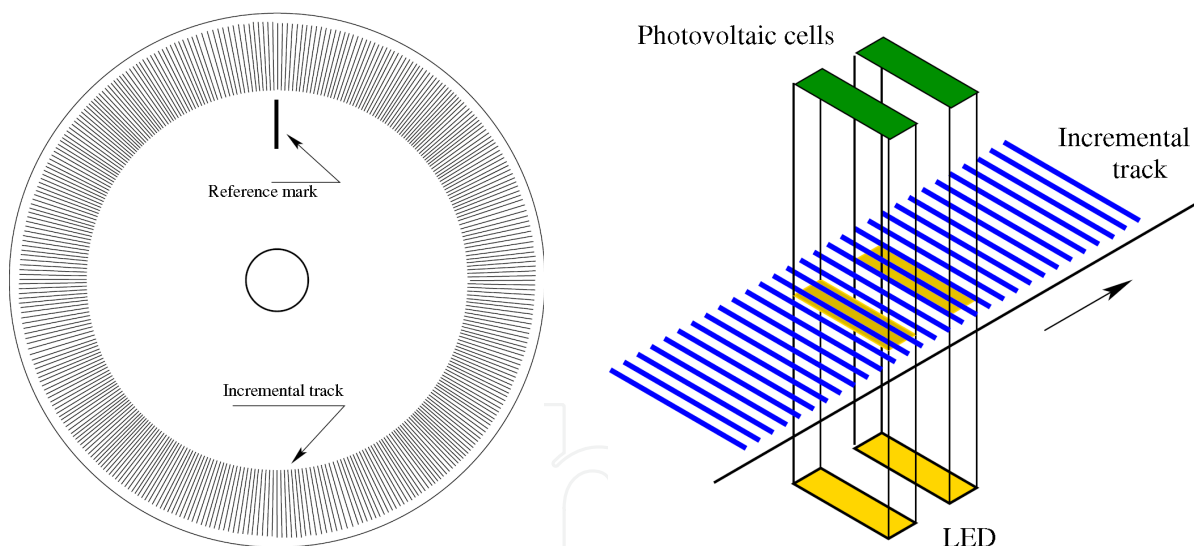 Reference mark
Incremental track
Photovoltaic cells
Incremental
track
LED